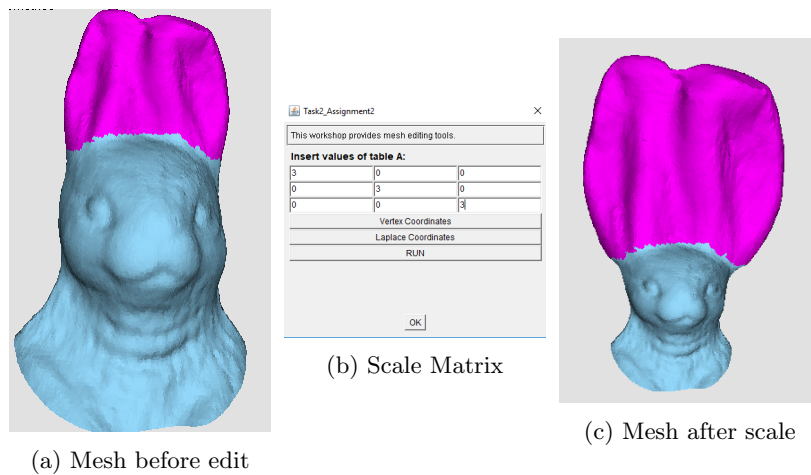 Task2_Assignment2
This workshop provides mesh editing tools.
Insert values of table A:
3 0 0
0 3 0
0 0 3
Vertex Coordinates
Laplace Coordinates
RUN
OK
(a) Mesh before edit
(b) Scale Matrix
(c) Mesh after scale